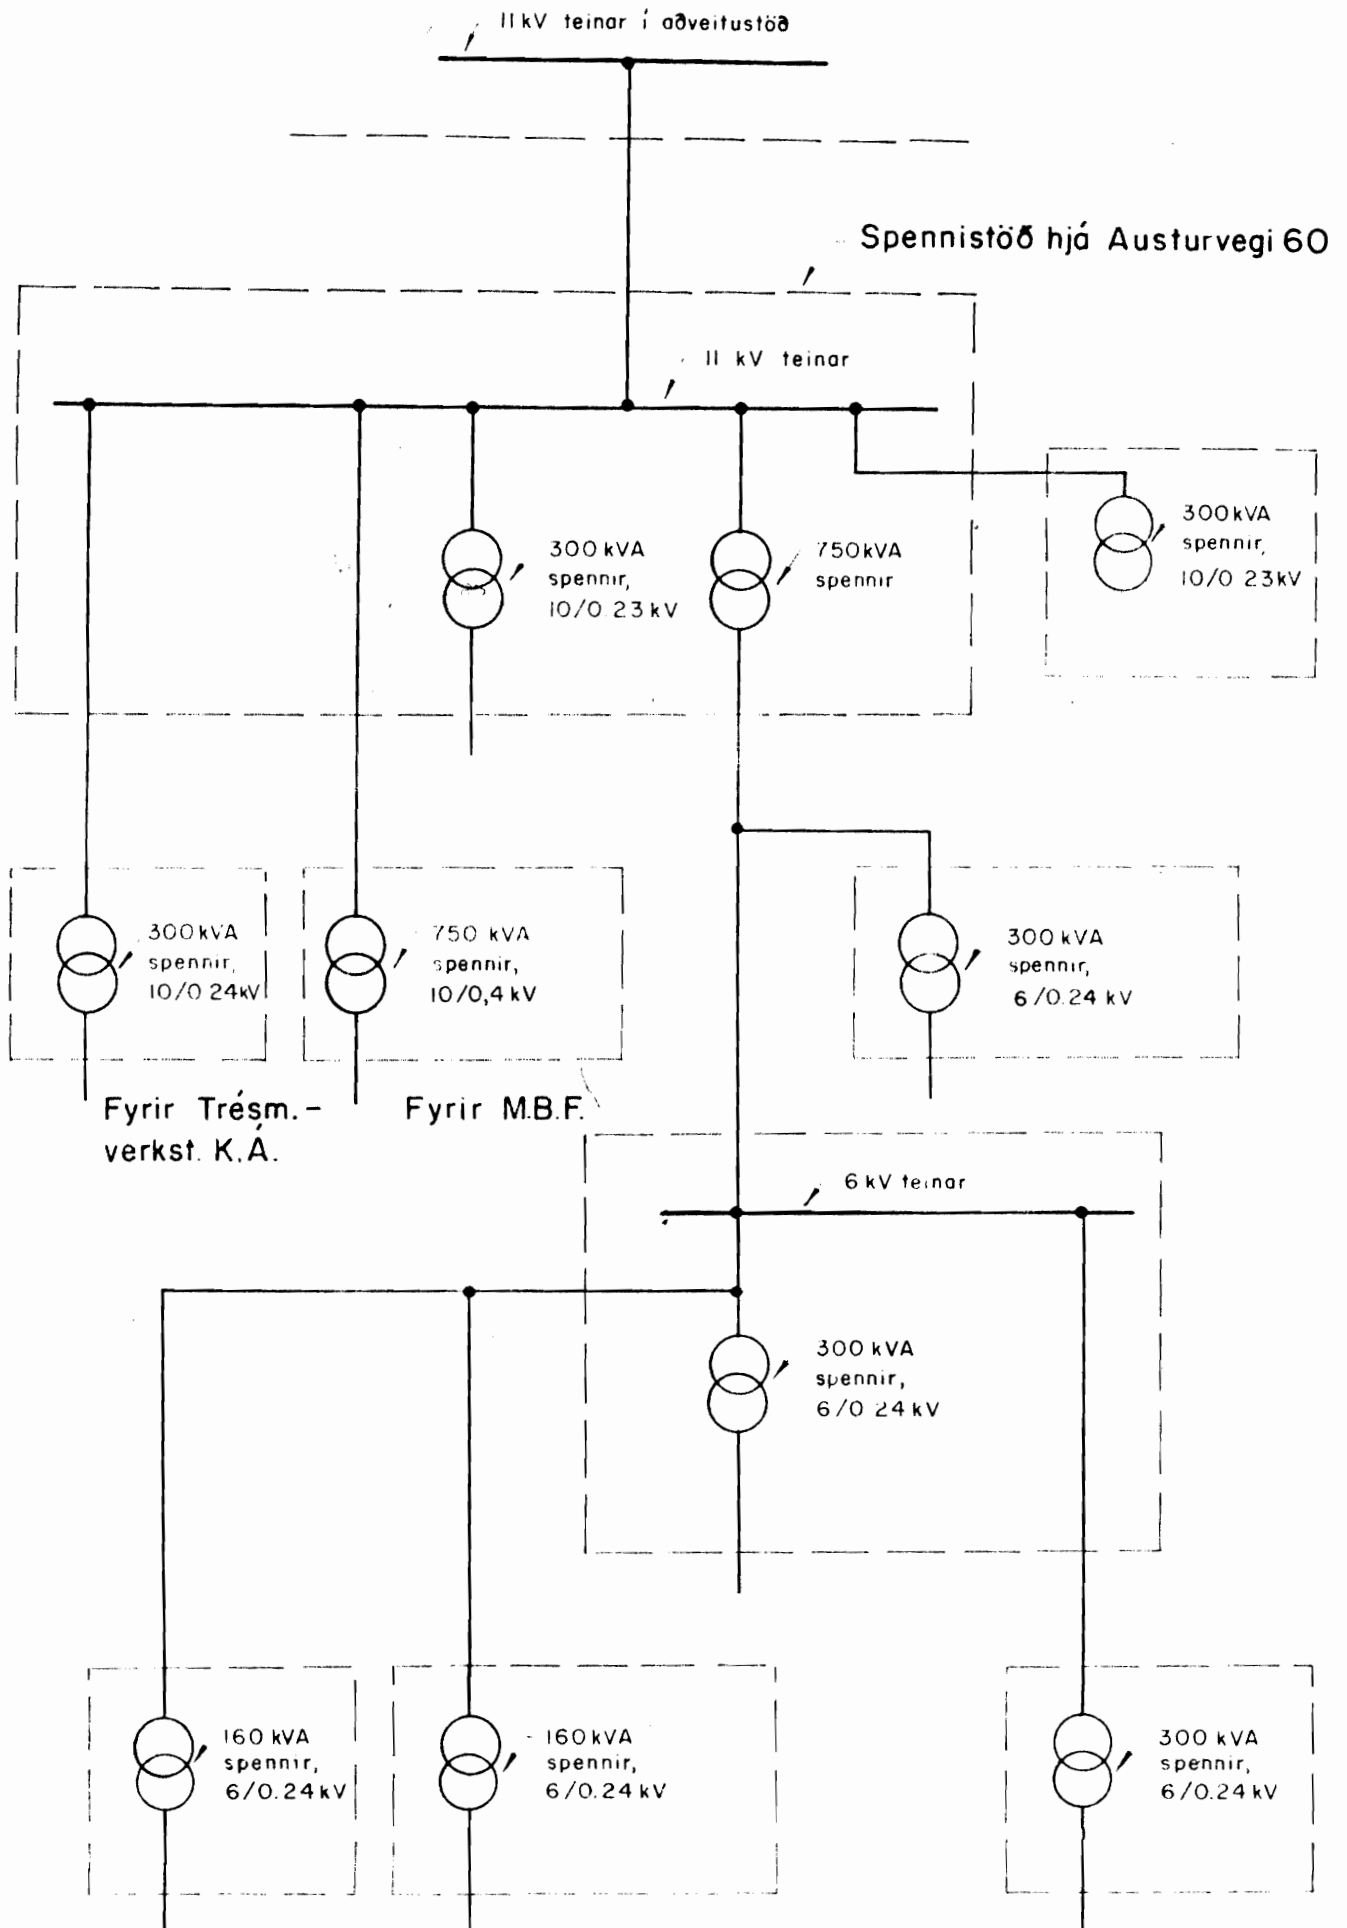 11 kV teinar í aðveitustöð
Spennistöð hjá Austurvegi 60
11 kV teinar
300 kVA
spennir,
10/0.23 kV
750 kVA
spennir
300 kVA
spennir,
10/0.23 kV
300 kVA
spennir,
10/0.24 kV
750 kVA
spennir,
10/0,4 kV
300 kVA
spennir,
6/0.24 kV
Fyrir Trésm.-
verkst. K.Á.
Fyrir M.B.F.
6 kV teinar
300 kVA
spennir,
6/0.24 kV
160 kVA
spennir,
6/0.24 kV
160 kVA
spennir,
6/0.24 kV
300 kVA
spennir,
6/0.24 kV